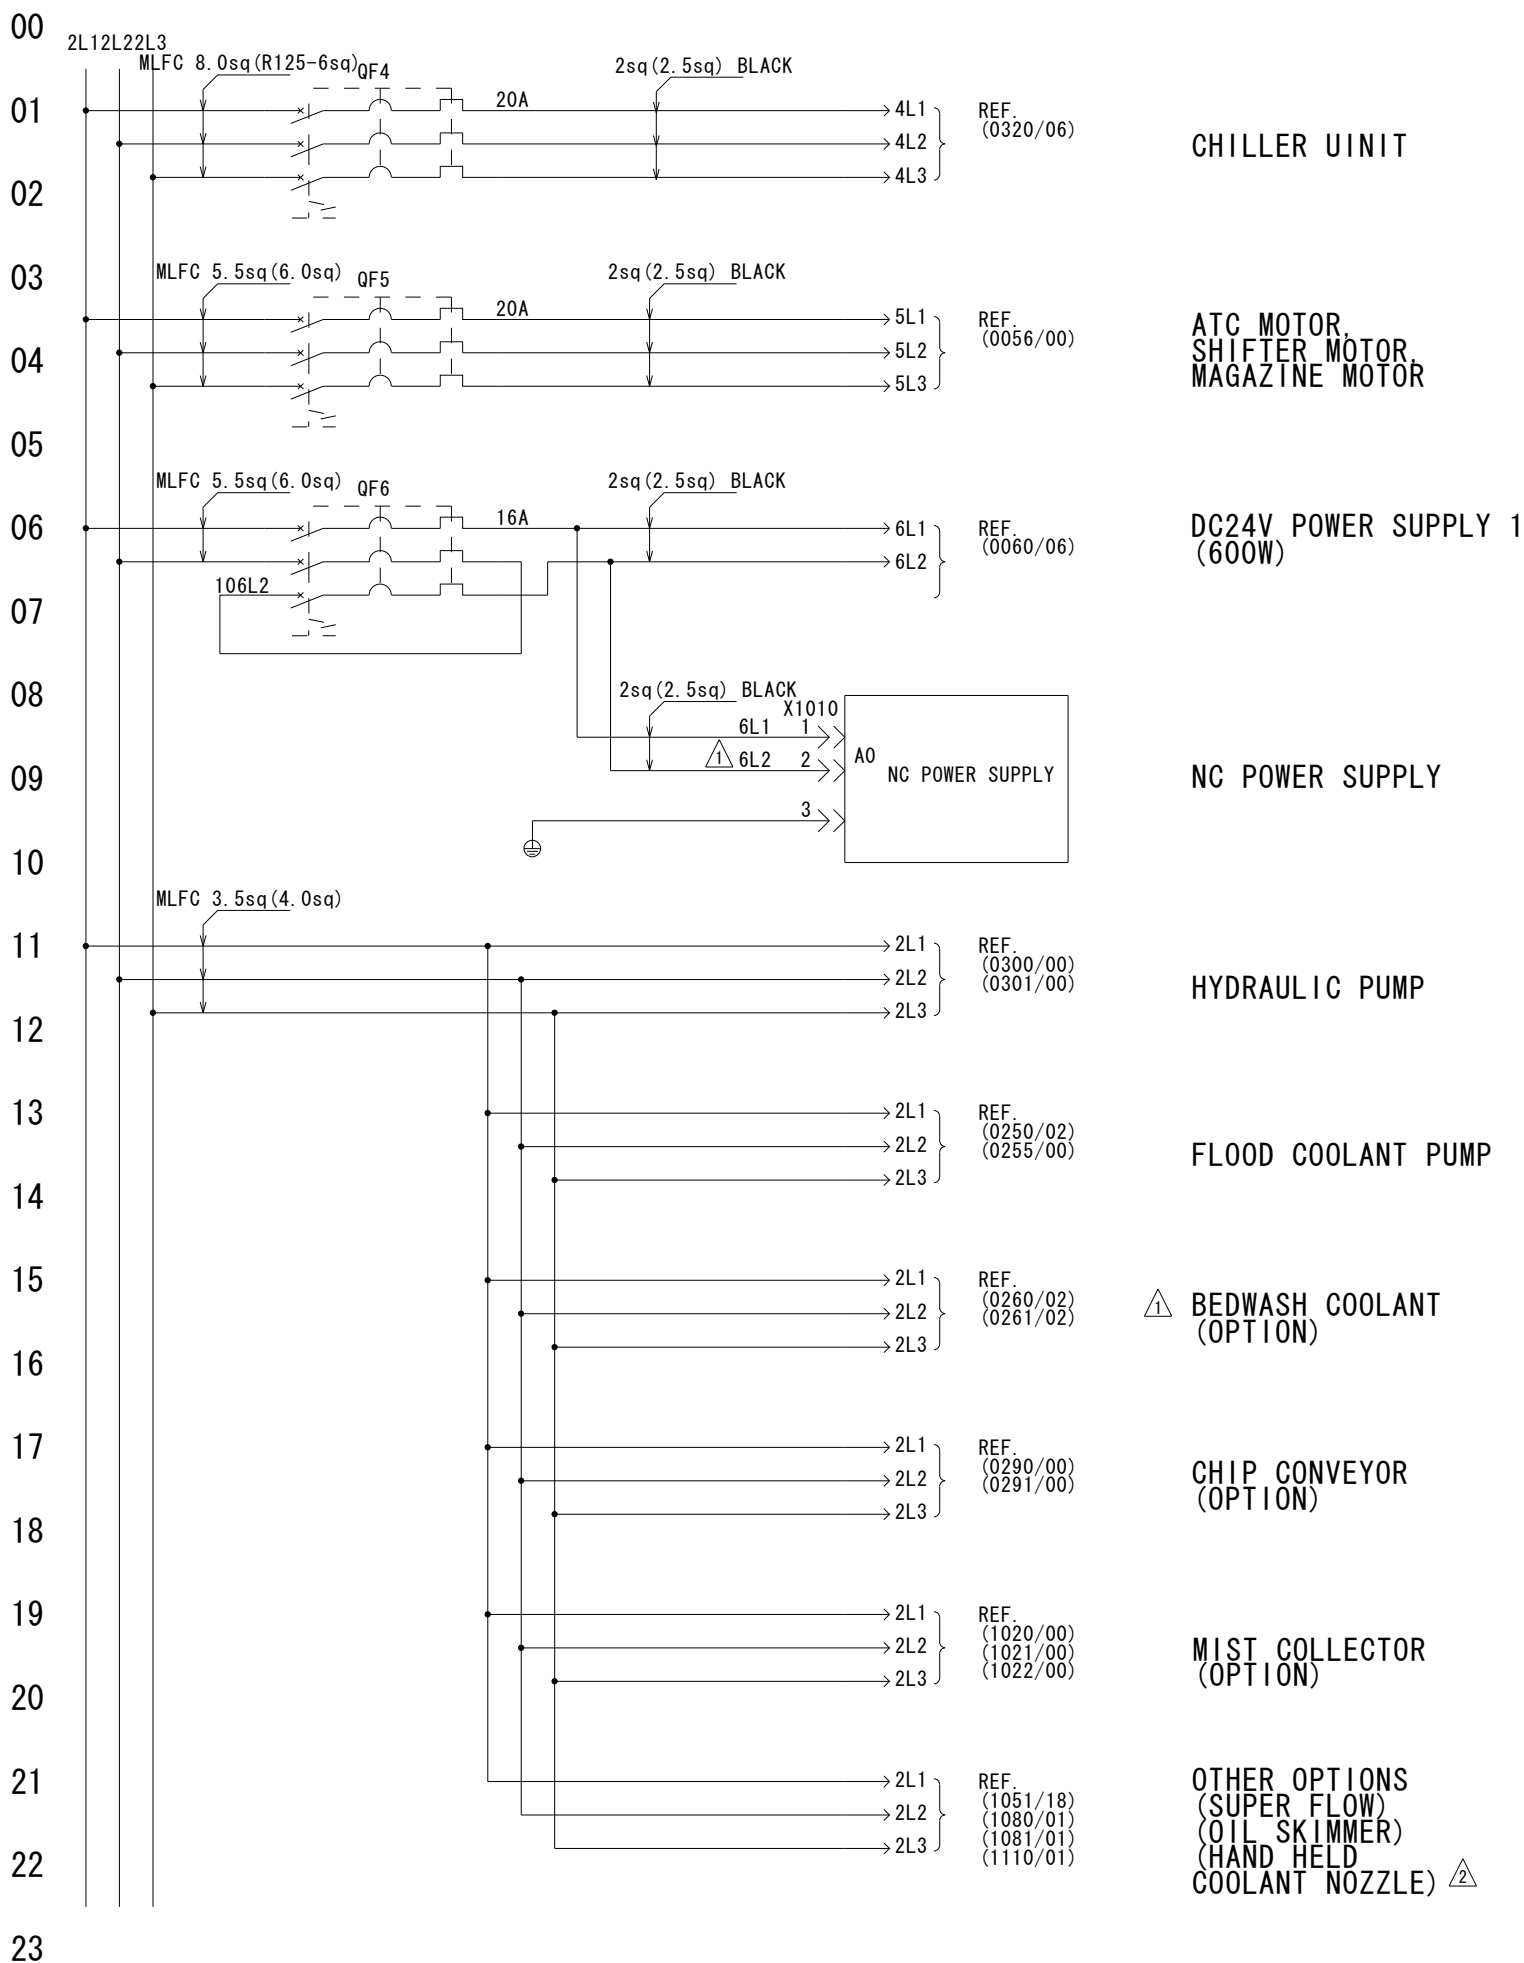 00
2L12L22L3
MLFC 8.0sq(R125-6sq)
QF4
2sq(2.5sq) BLACK
01
20A
4L1
REF.
(0320/06)
4L2
CHILLER UINIT
4L3
02
03
MLFC 5.5sq(6.0sq)
QF5
2sq(2.5sq) BLACK
20A
5L1
REF.
(0056/00)
ATC MOTOR,
SHIFTER MOTOR,
MAGAZINE MOTOR
04
5L2
5L3
05
MLFC 5.5sq(6.0sq)
QF6
2sq(2.5sq) BLACK
06
16A
6L1
REF.
(0060/06)
DC24V POWER SUPPLY 1
(600W)
6L2
106L2
07
08
2sq(2.5sq) BLACK
X1010
6L1 1
1 6L2 2
A0
NC POWER SUPPLY
09
NC POWER SUPPLY
3
10
MLFC 3.5sq(4.0sq)
11
2L1
REF.
(0300/00)
(0301/00)
2L2
HYDRAULIC PUMP
2L3
12
13
2L1
REF.
(0250/02)
(0255/00)
2L2
FLOOD COOLANT PUMP
2L3
14
15
2L1
REF.
(0260/02)
(0261/02)
1 BEDWASH COOLANT
(OPTION)
2L2
2L3
16
17
2L1
REF.
(0290/00)
(0291/00)
2L2
CHIP CONVEYOR
(OPTION)
2L3
18
19
2L1
REF.
(1020/00)
(1021/00)
(1022/00)
2L2
MIST COLLECTOR
(OPTION)
2L3
20
21
2L1
REF.
(1051/18)
(1080/01)
(1081/01)
(1110/01)
2L2
2L3
OTHER OPTIONS
(SUPER FLOW)
(OIL SKIMMER)
(HAND HELD
COOLANT NOZZLE) 2
22
23